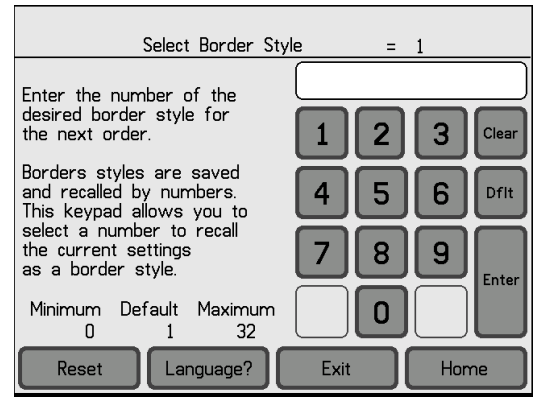 Select Border Style = 1
Enter the number of the
desired border style for
the next order.
Borders styles are saved
and recalled by numbers.
This keypad allows you to
select a number to recall
the current settings
as a border style.
Minimum Default Maximum
0 1 32
1 2 3 Clear
4 5 6 Dflt
7 8 9
Enter
0
Reset Language? Exit Home